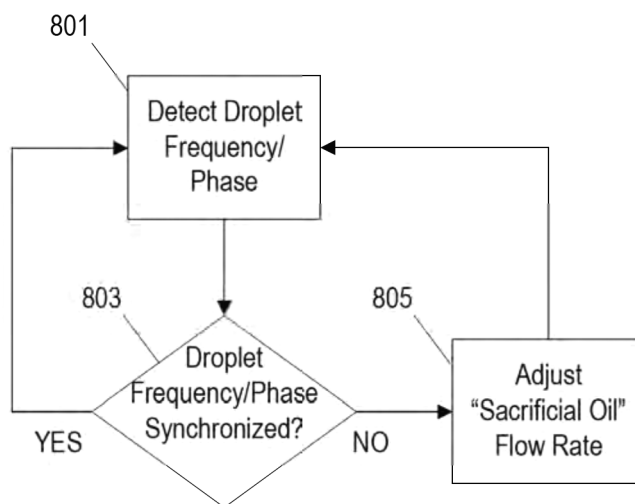 801
Detect Droplet
Frequency/
Phase
803
Droplet
Frequency/Phase
Synchronized?
YES
NO
805
Adjust
“Sacrificial Oil”
Flow Rate